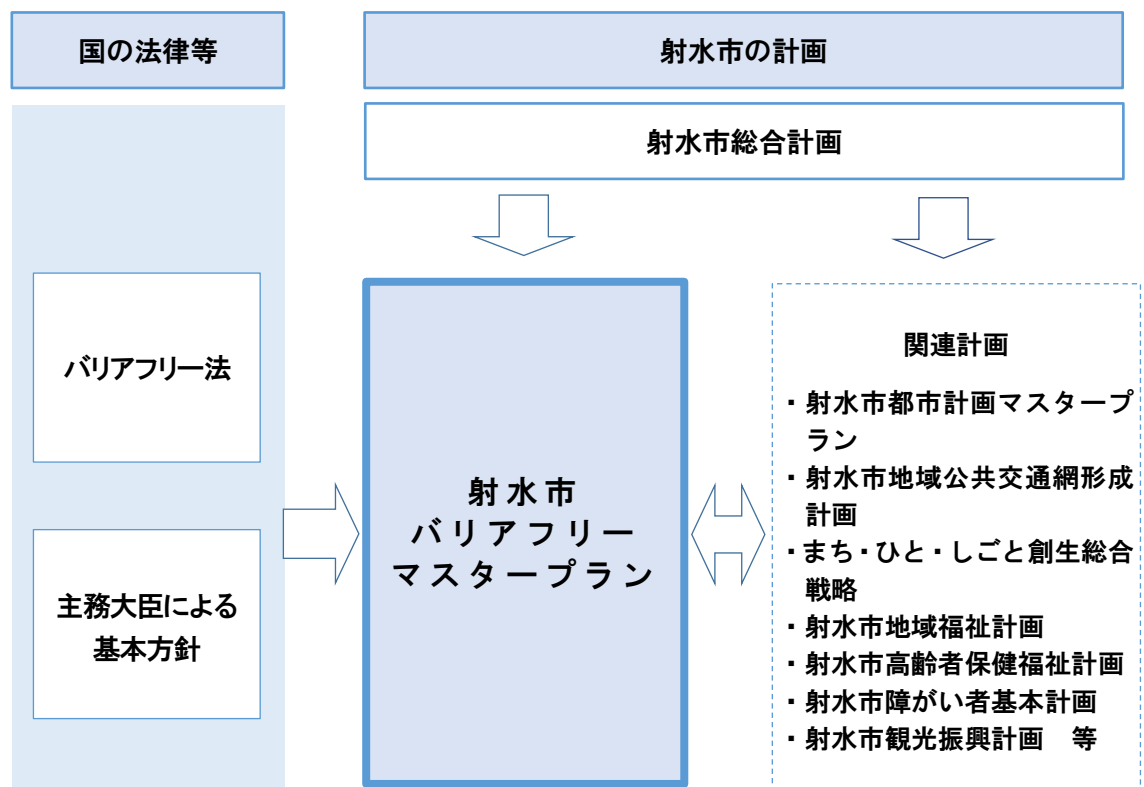 国の法律等
射水市の計画
射水市総合計画
バリアフリー法
主務大臣による
基本方針
射水市
バリアフリー
マスタープラン
関連計画
・射水市都市計画マスタープ
ラン
・射水市地域公共交通網形成
計画
・まち・ひと・しごと創生総合
戦略
・射水市地域福祉計画
・射水市高齢者保健福祉計画
・射水市障がい者基本計画
・射水市観光振興計画　等